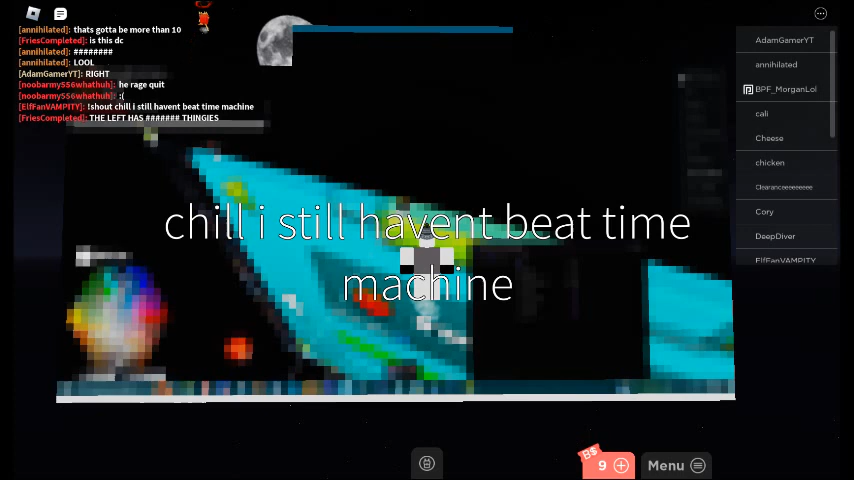 [annihilated]: thats gotta be more than 10
[FriesCompleted]: is this dc
[annihilated]: ########
[annihilated]: LOOL
[AdamGamerYT]: RIGHT
[noobarmy556whathuh]: he rage quit
[noobarmy556whathuh]: :(
[ElfFanVAMPITY]: !shout chill i still havent beat time machine
[FriesCompleted]: THE LEFT HAS ####### THINGIES
AdamGamerYT
annihilated
BPF_MorganLol
cali
Cheese
chicken
Clearanceeeeeeeee
Cory
DeepDiver
ElfFanVAMPITY
chill i still havent beat time
machine
B$
9
Menu